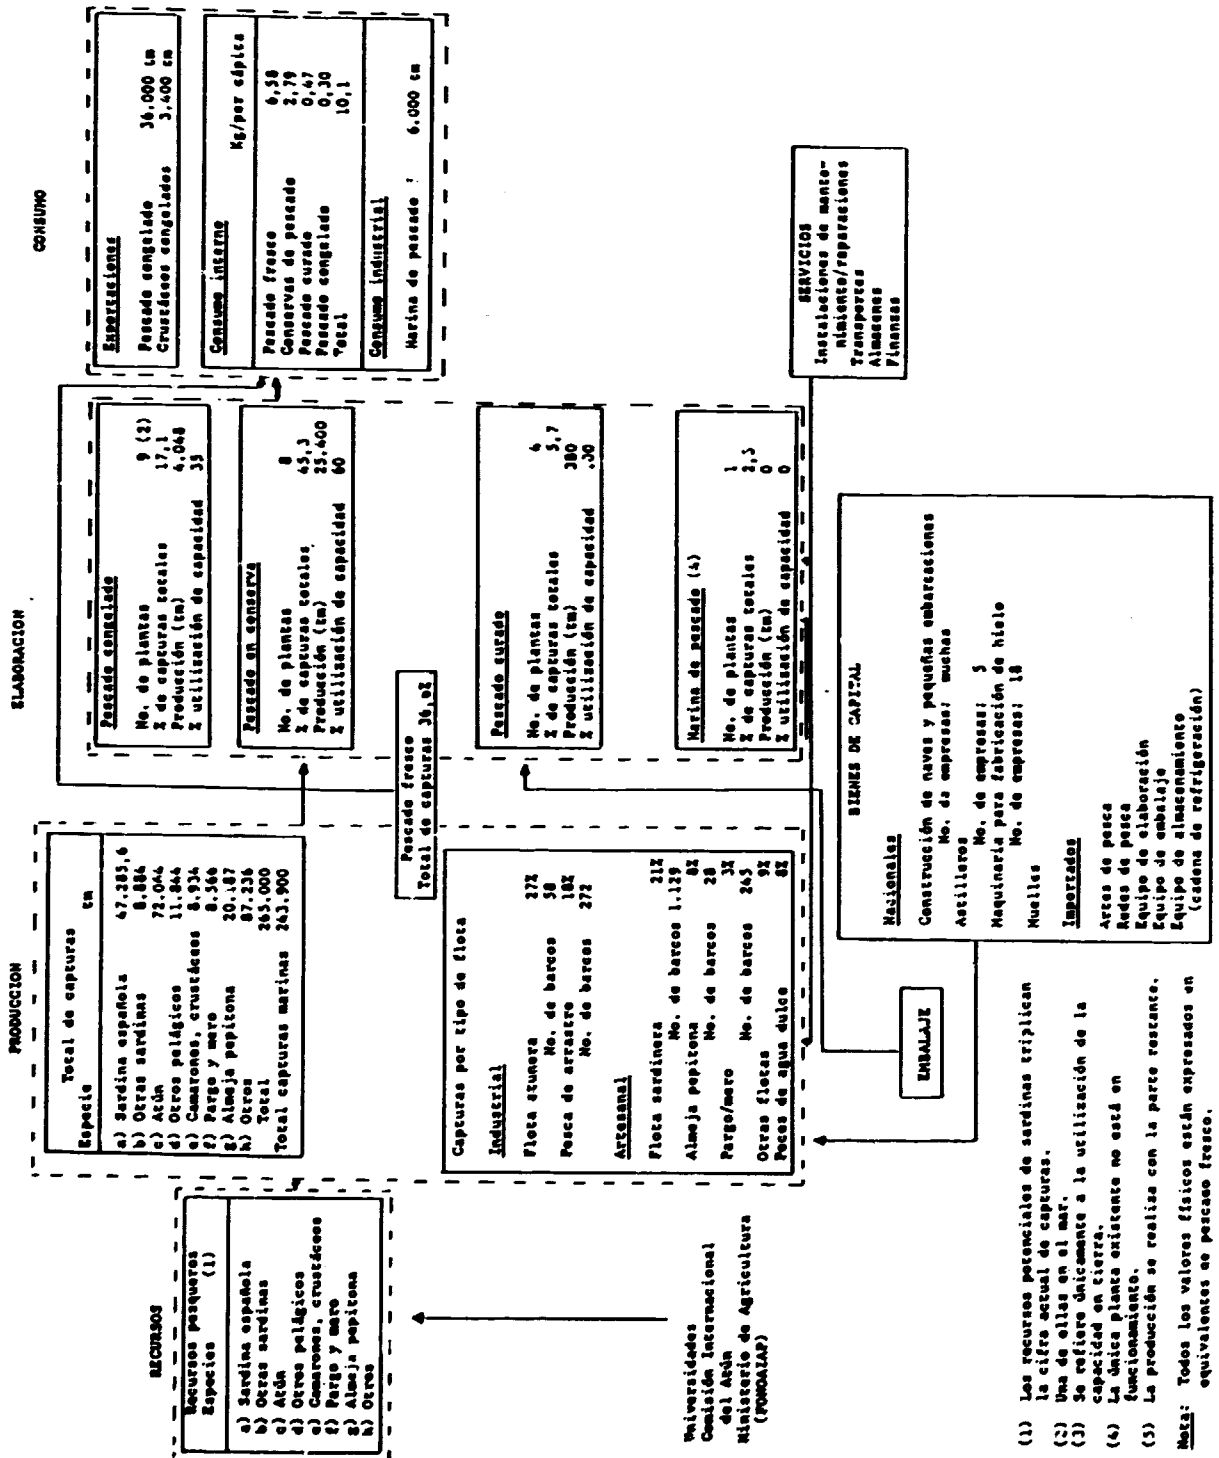 RECURSOS
Recursos pesqueros
Especies (1)
a) Sardina española
b) Otras sardinas
c) Atún
d) Otros pelágicos
e) Camarones, crustáceos
f) Pargo y mero
g) Almeja pepitona
h) Otros
Universidades
Comisión Internacional
del Atún
Ministerio de Agricultura
(FONOAIAP)
PRODUCCION
Total de capturas
Especie tm
a) Sardina española 47.285,6
b) Otras sardinas 8.884
c) Atún 72.044
d) Otros pelágicos 11.844
e) Camarones, crustáceos 8.934
f) Pargo y mero 8.564
g) Almeja pepitona 20.187
h) Otros 87.236
Total 265.000
Total capturas marinas 243.900
Capturas por tipo de flota
Industrial
Flota atunera 27%
No. de barcos 58
Pesca de arrastre 18%
No. de barcos 272
Artesanal
Flota sardinera 21%
No. de barcos 1.129
Almeja pepitona 8%
No. de barcos 28
Pargo/mero 3%
No. de barcos 245
Otras flotas 9%
Peces de agua dulce 8%
Pescado fresco
Total de capturas
ELABORACION
Pescado congelado
No. de plantas 9 (2)
% de capturas totales 17,1
Producción (tm) 4.048
% utilización de capacidad 35
Pescado en conserva
No. de plantas 8
% de capturas totales 45,3
Producción (tm) 25.400
% utilización de capacidad 60
Pescado curado
No. de plantas 4
% de capturas totales 5,7
Producción (tm) 380
% utilización de capacidad
Harina de pescado (4)
No. de plantas 1
% de capturas totales 2,5
Producción (tm) 0
% utilización de capacidad 0
CONSUMO
Exportaciones
Pescado congelado 36.000 tm
Crustáceos congelados 3.400 tm
Consumo interno
Kg/per cápita
Pescado fresco 6,58
Conservas de pescado 2,79
Pescado curado 0,47
Pescado congelado 0,30
Total 10,1
Consumo industrial
Harina de pescado : 6.000 tm
SERVICIOS
Instalaciones de mante-
nimiento/reparaciones
Transportes
Almacenes
Finanzas
EMBALAJE
BIENES DE CAPITAL
Nacionales
Construcción de naves y pequeñas embarcaciones
No. de empresas: muchas
Astilleros
No. de empresas: 5
Maquinaria para fabricación de hielo
No. de empresas: 18
Muelles
Importados
Artes de pesca
Redes de pesca
Equipo de elaboración
Equipo de embalaje
Equipo de almacenamiento
(cadena de refrigeración)
(1) Los recursos potenciales de sardinas triplican
la cifra actual de capturas.
(2) Una de ellas en el mar.
(3) Se refiere únicamente a la utilización de la
capacidad en tierra.
(4) La única planta existente no está en
funcionamiento.
(5) La producción se realiza con la parte restante.
Nota: Todos los valores físicos están expresados en
equivalentes de pescado fresco.